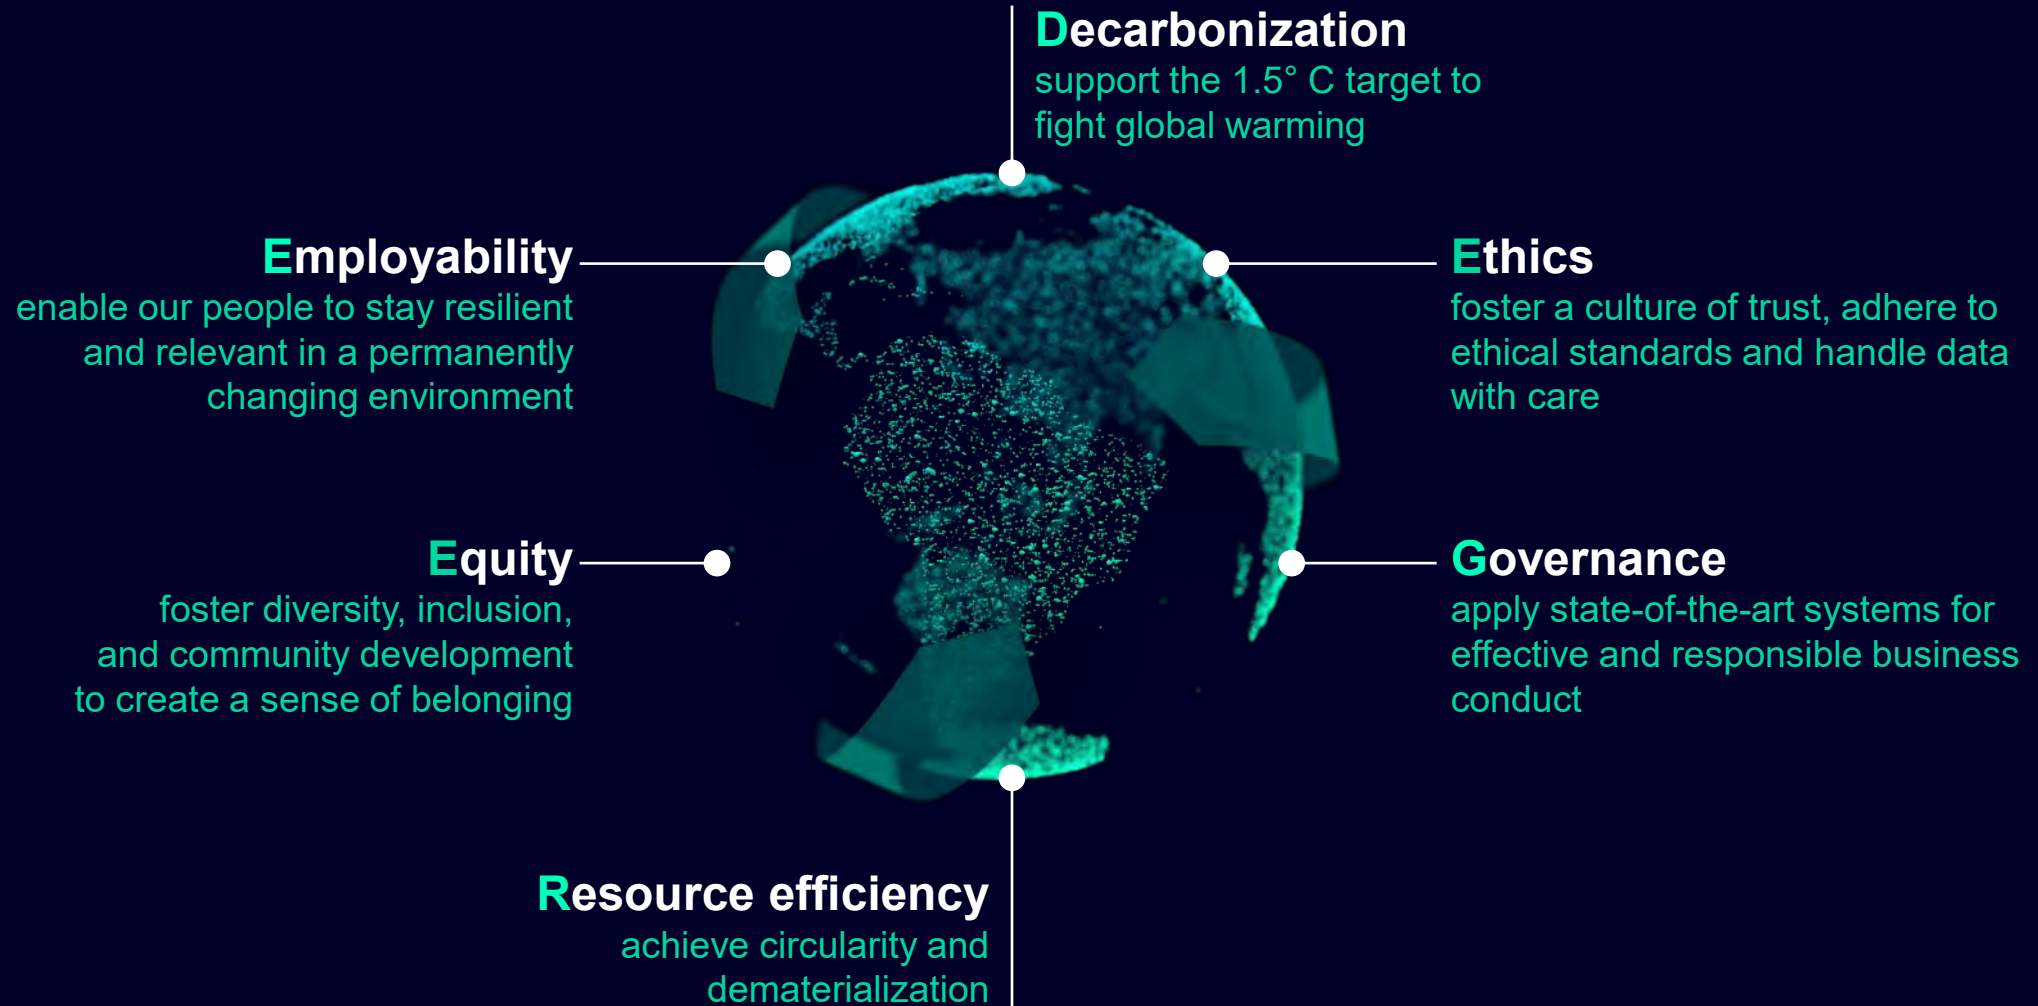 Decarbonization
support the 1.5° C target to
fight global warming
Ethics
foster a culture of trust, adhere to
ethical standards and handle data
with care
Governance
apply state-of-the-art systems for
effective and responsible business
conduct
Resource efficiency
achieve circularity and
dematerialization
Equity
foster diversity, inclusion,
and community development
to create a sense of belonging
Employability
enable our people to stay resilient
and relevant in a permanently
changing environment